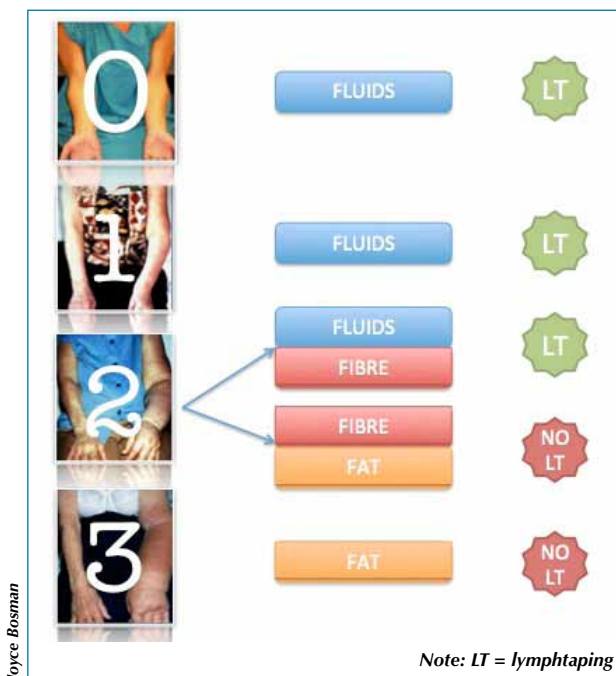 0
FLUIDS
LT
1
FLUIDS
LT
2
FLUIDS
LT
FIBRE
FIBRE
NO
LT
FAT
3
FAT
NO
LT
Joyce Bosman
Note: LT = lymphtaping